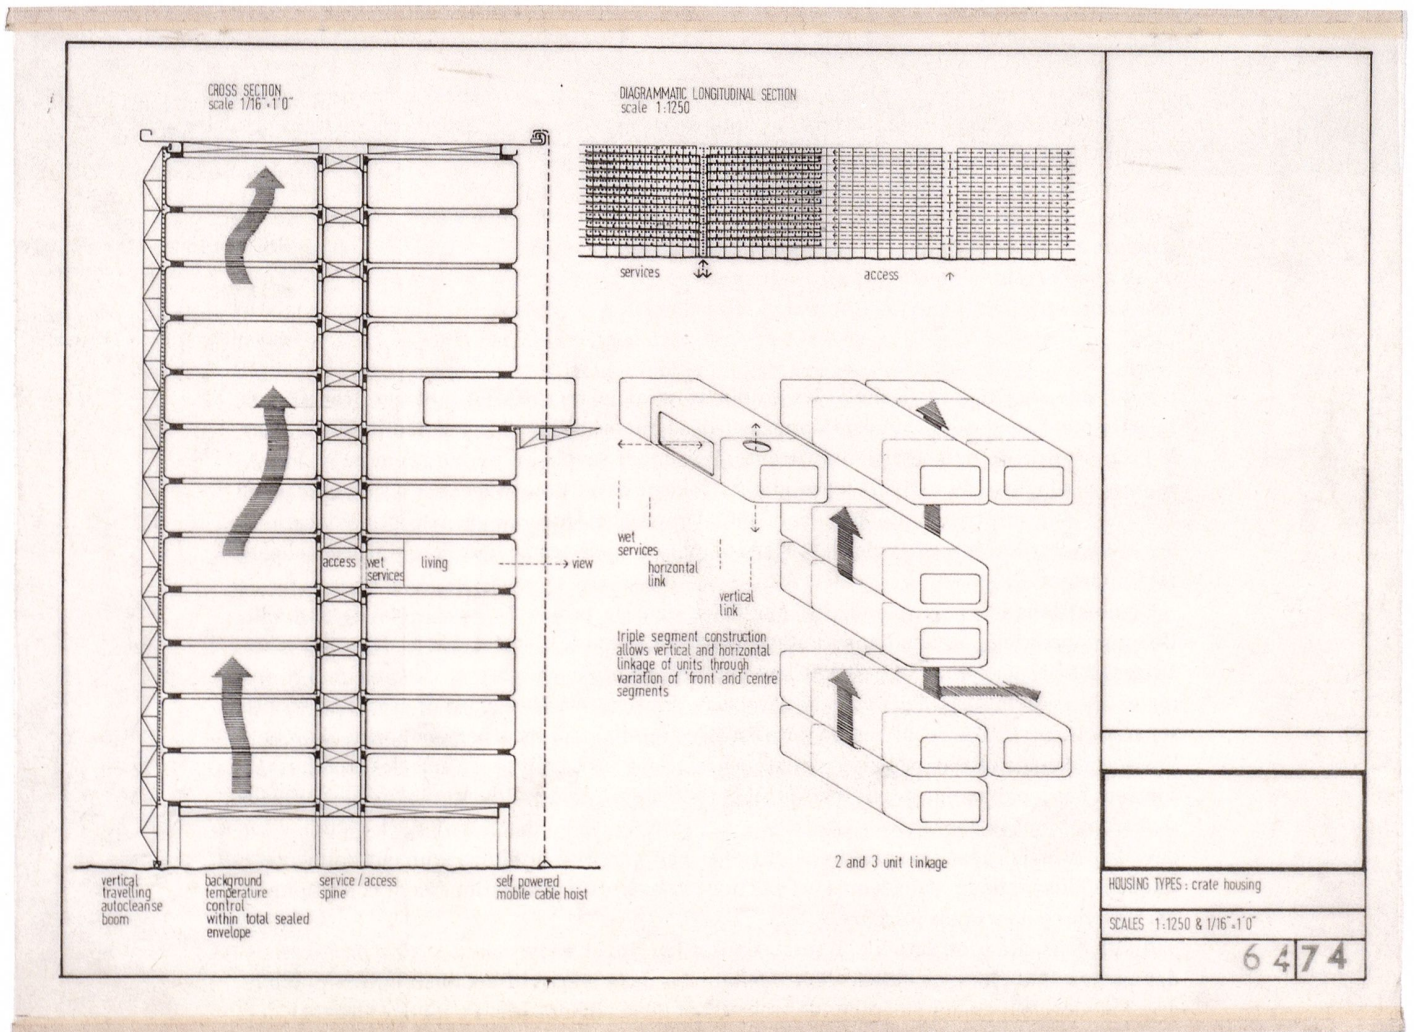 CROSS SECTION
scale 1/16"=1'0"
DIAGRAMMATIC LONGITUDINAL SECTION
scale 1:1250
services
access
access
wet
services
living
view
wet
services
horizontal
link
vertical
link
triple segment construction
allows vertical and horizontal
linkage of units through
variation of 'front' and centre
segments
2 and 3 unit linkage
vertical
travelling
autocleanse
boom
background
temperature
control
within total sealed
envelope
service/access
spine
self powered
mobile cable hoist
HOUSING TYPES: crate housing
SCALES 1:1250 & 1/16"=1'0"
64 74